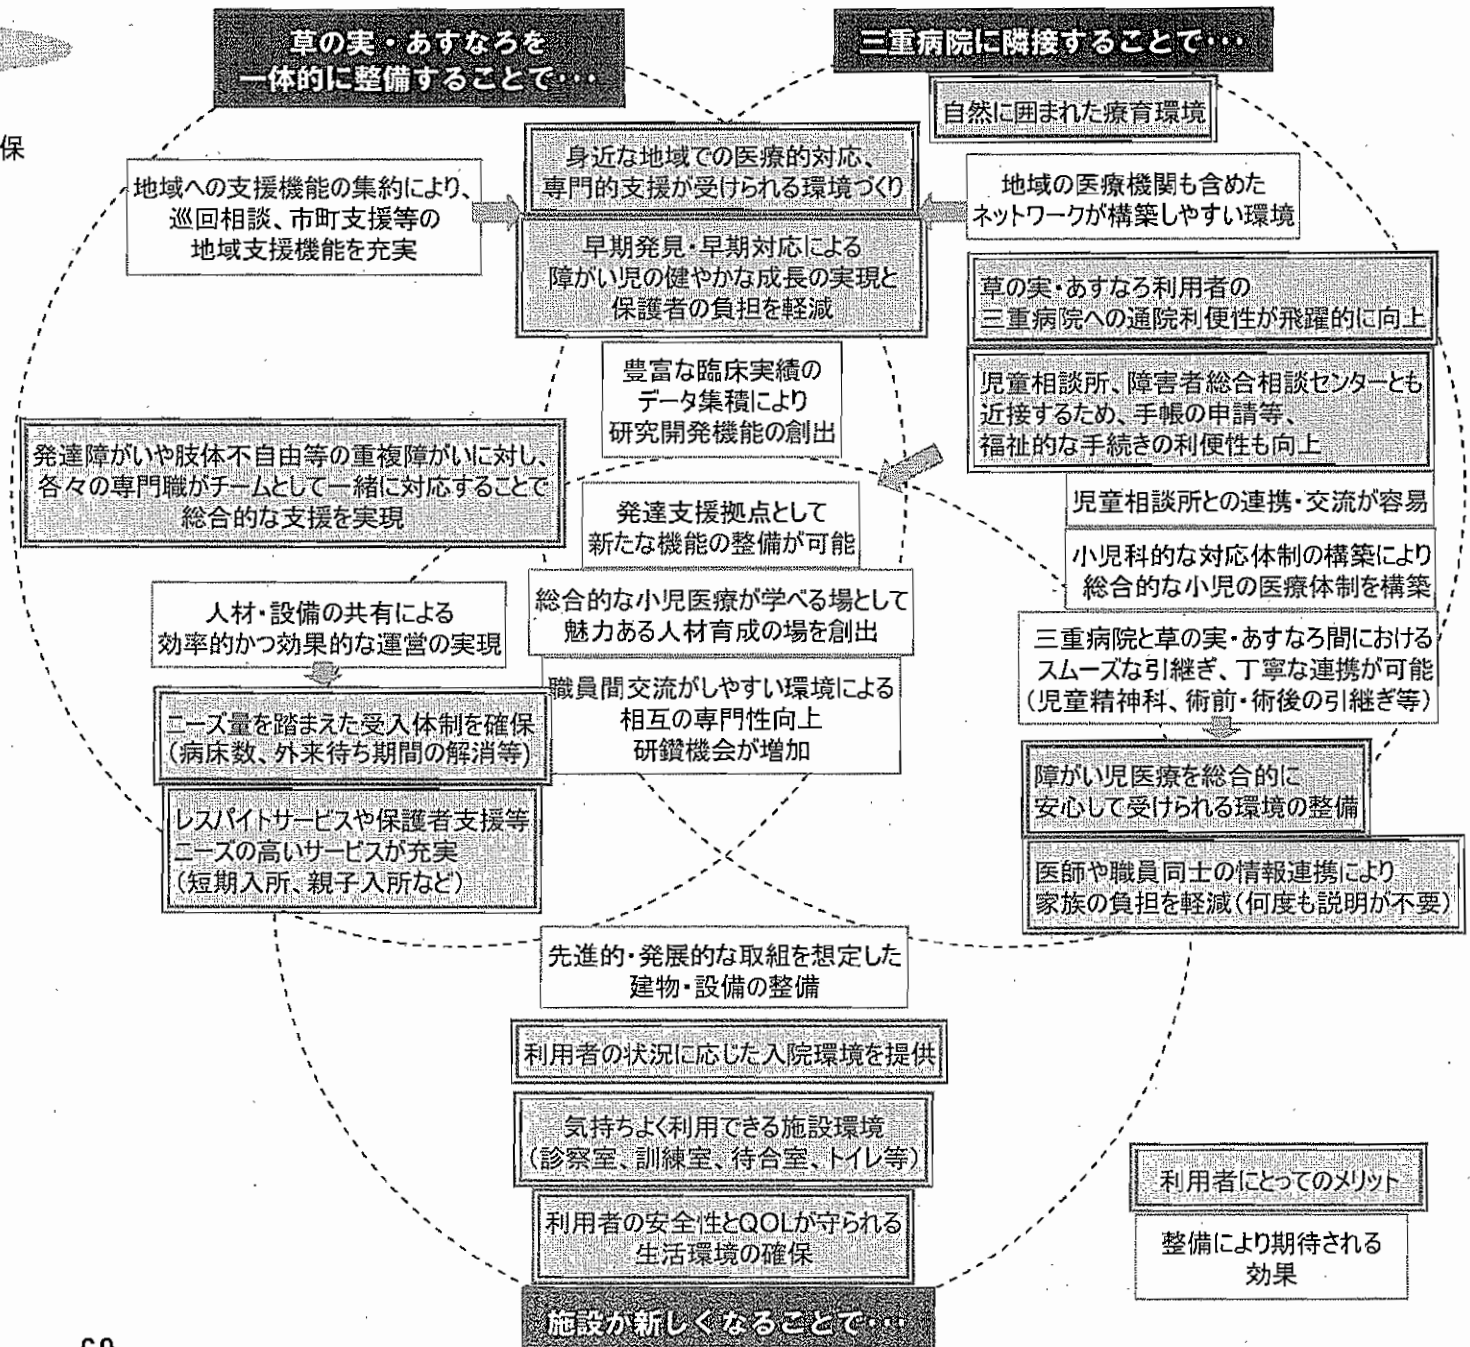 草の実・あすなろを
一体的に整備することで・・・
三重病院に隣接することで・・・
自然に囲まれた療育環境
保
身近な地域での医療的対応、
専門的支援が受けられる環境づくり
地域への支援機能の集約により、
巡回相談、市町支援等の
地域支援機能を充実
地域の医療機関も含めた
ネットワークが構築しやすい環境
早期発見・早期対応による
障がい児の健やかな成長の実現と
保護者の負担を軽減
草の実・あすなろ利用者の
三重病院への通院利便性が飛躍的に向上
豊富な臨床実績の
データ集積により
研究開発機能の創出
児童相談所、障害者総合相談センターとも
近接するため、手帳の申請等、
福祉的な手続きの利便性も向上
発達障がいや肢体不自由等の重複障がいに対し、
各々の専門職がチームとして一緒に対応することで
総合的な支援を実現
発達支援拠点として
新たな機能の整備が可能
児童相談所との連携・交流が容易
小児科的な対応体制の構築により
総合的な小児の医療体制を構築
人材・設備の共有による
効率的かつ効果的な運営の実現
総合的な小児医療が学べる場として
魅力ある人材育成の場を創出
三重病院と草の実・あすなろ間における
スムーズな引継ぎ、丁寧な連携が可能
(児童精神科、術前・術後の引継ぎ等)
職員間交流がしやすい環境による
相互の専門性向上
研鑽機会が増加
ニーズ量を踏まえた受入体制を確保
(病床数、外来待ち期間の解消等)
障がい児医療を総合的に
安心して受けられる環境の整備
レスパイトサービスや保護者支援等
ニーズの高いサービスが充実
(短期入所、親子入所など)
医師や職員同士の情報連携により
家族の負担を軽減(何度も説明が不要)
先進的・発展的な取組を想定した
建物・設備の整備
利用者の状況に応じた入院環境を提供
気持ちよく利用できる施設環境
(診察室、訓練室、待合室、トイレ等)
利用者の安全性とQOLが守られる
生活環境の確保
施設が新しくなることで・・・
利用者にとってのメリット
整備により期待される
効果